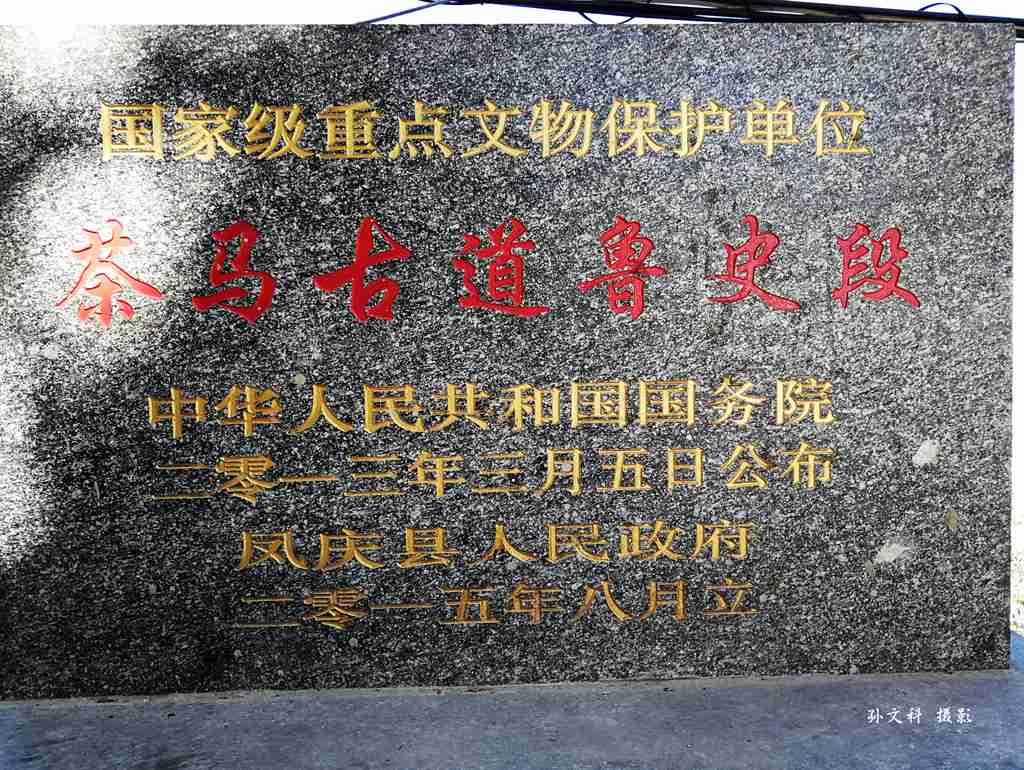 国家级重点文物保护单位
茶马古道鲁史段
中华人民共和国国务院
二零一三年三月五日公布
凤庆县人民政府
二零一五年八月立
孙文科 摄影